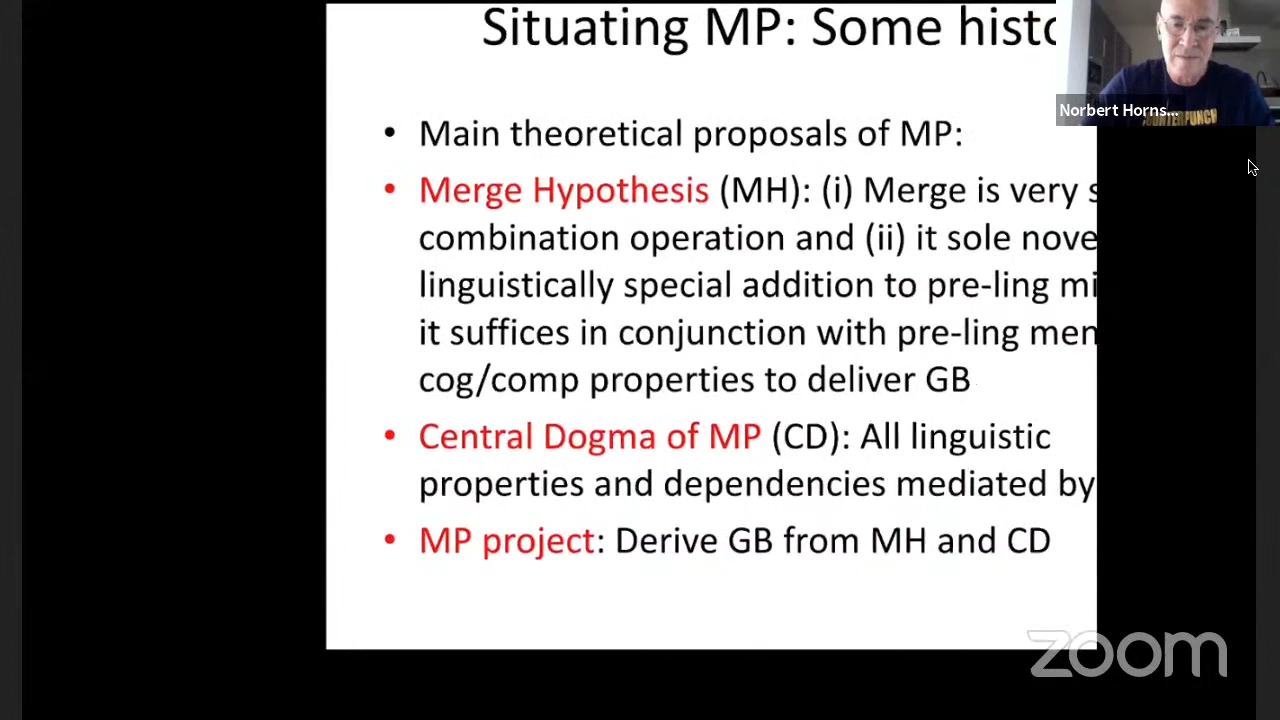 Situating MP: Some histo
Norbert Horns...
• Main theoretical proposals of MP:
• Merge Hypothesis (MH): (i) Merge is very s
combination operation and (ii) it sole nove
linguistically special addition to pre-ling mi
it suffices in conjunction with pre-ling men
cog/comp properties to deliver GB
• Central Dogma of MP (CD): All linguistic
properties and dependencies mediated by
• MP project: Derive GB from MH and CD
zoom